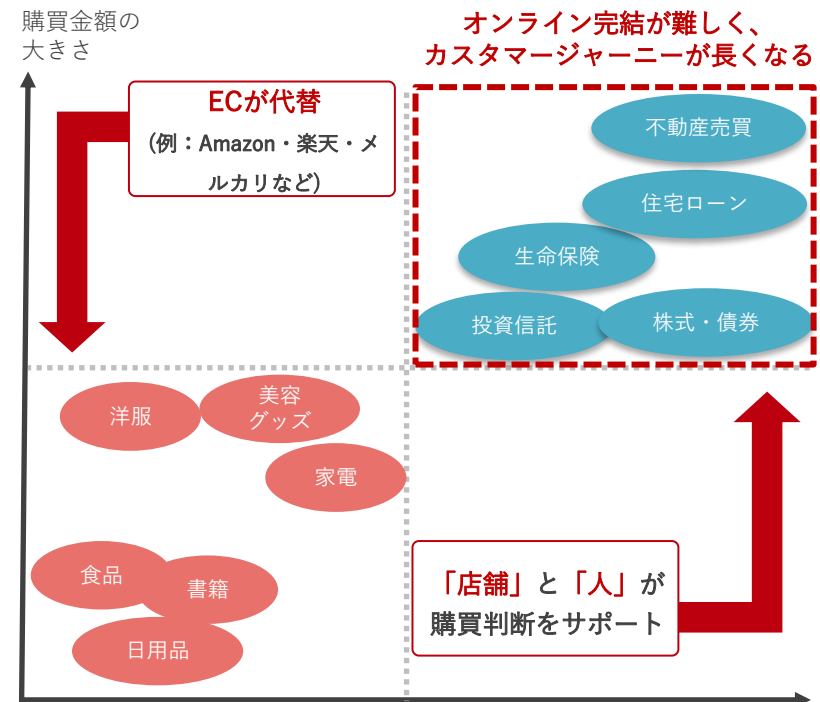 購買金額の
大きさ
オンライン完結が難しく、
カスタマージャーニーが長くなる
ECが代替
(例：Amazon・楽天・メ
ルカリなど)
不動産売買
住宅ローン
生命保険
投資信託
株式・債券
洋服
美容
グッズ
家電
食品
書籍
日用品
「店舗」と「人」が
購買判断をサポート